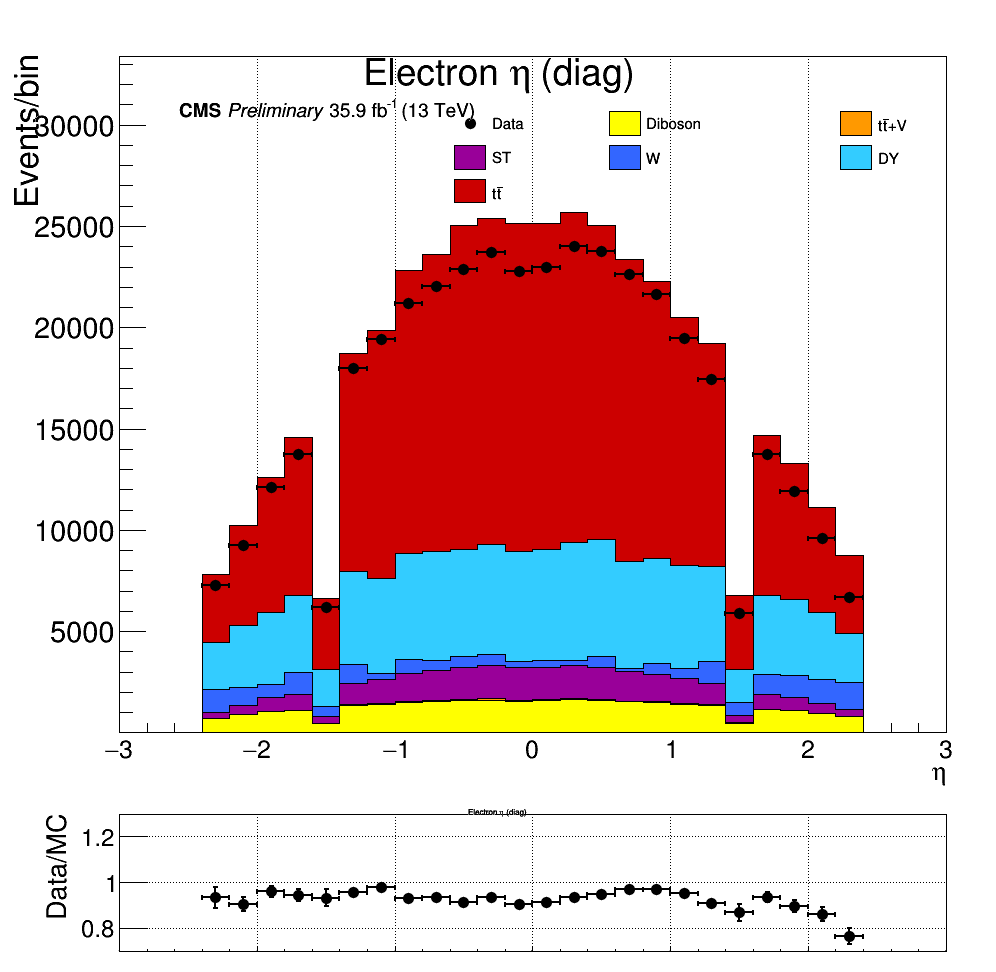 Electron η (diag)
CMS Preliminary 35.9 fb-1 (13 TeV)
Events/bin
Data
Diboson
tt̄+V
ST
W
DY
tt̄
30000
25000
20000
15000
10000
5000
−3
−2
−1
0
1
2
3
η
Electron η (diag)
Data/MC
1.2
1
0.8